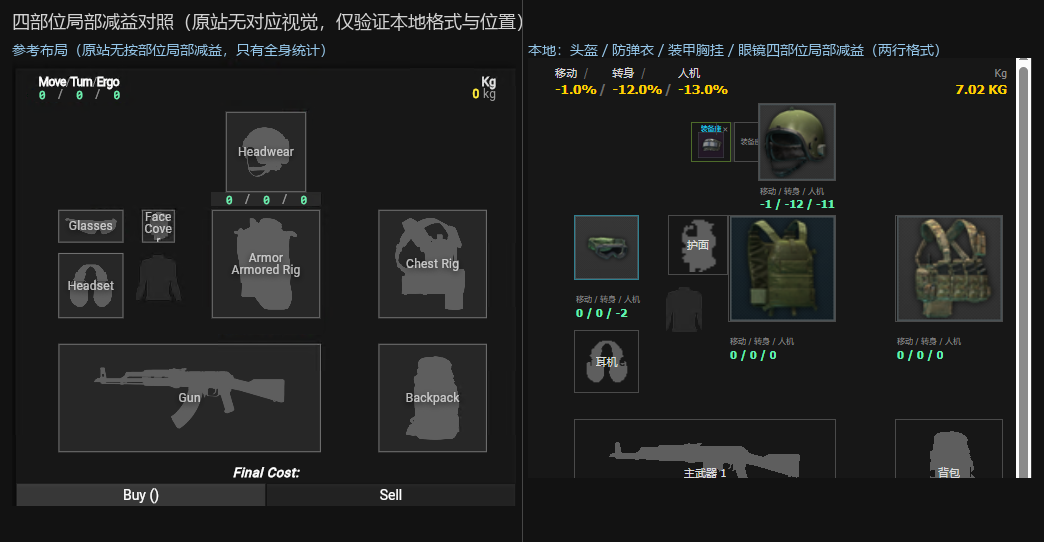 四部位局部减益对照（原站无对应视觉，仅验证本地格式与位置）
参考布局（原站无按部位局部减益，只有全身统计）
Move/Turn/Ergo
0 / 0 / 0
Kg
0 kg
Headwear
0 / 0 / 0
Glasses
Face
Cove
r
Armor
Armored Rig
Chest Rig
Headset
Gun
Backpack
Final Cost:
Buy ()
Sell
本地：头盔 / 防弹衣 / 装甲胸挂 / 眼镜四部位局部减益（两行格式）
移动 / 转身 / 人机
-1.0% / -12.0% / -13.0%
Kg
7.02 KG
装备座×
装备座
移动 / 转身 / 人机
-1 / -12 / -11
护面
移动 / 转身 / 人机
0 / 0 / -2
移动 / 转身 / 人机
0 / 0 / 0
移动 / 转身 / 人机
0 / 0 / 0
耳机
主武器 1
背包